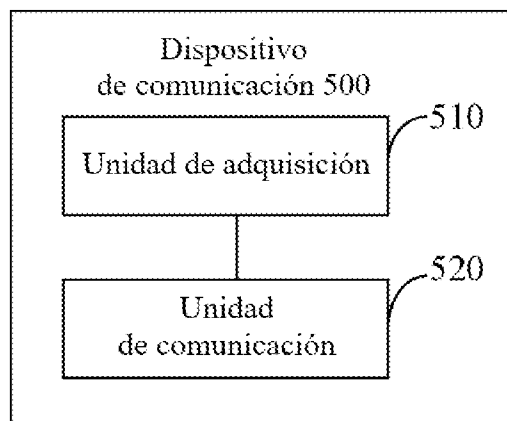 Dispositivo
de comunicación 500
510
Unidad de adquisición
520
Unidad
de comunicación